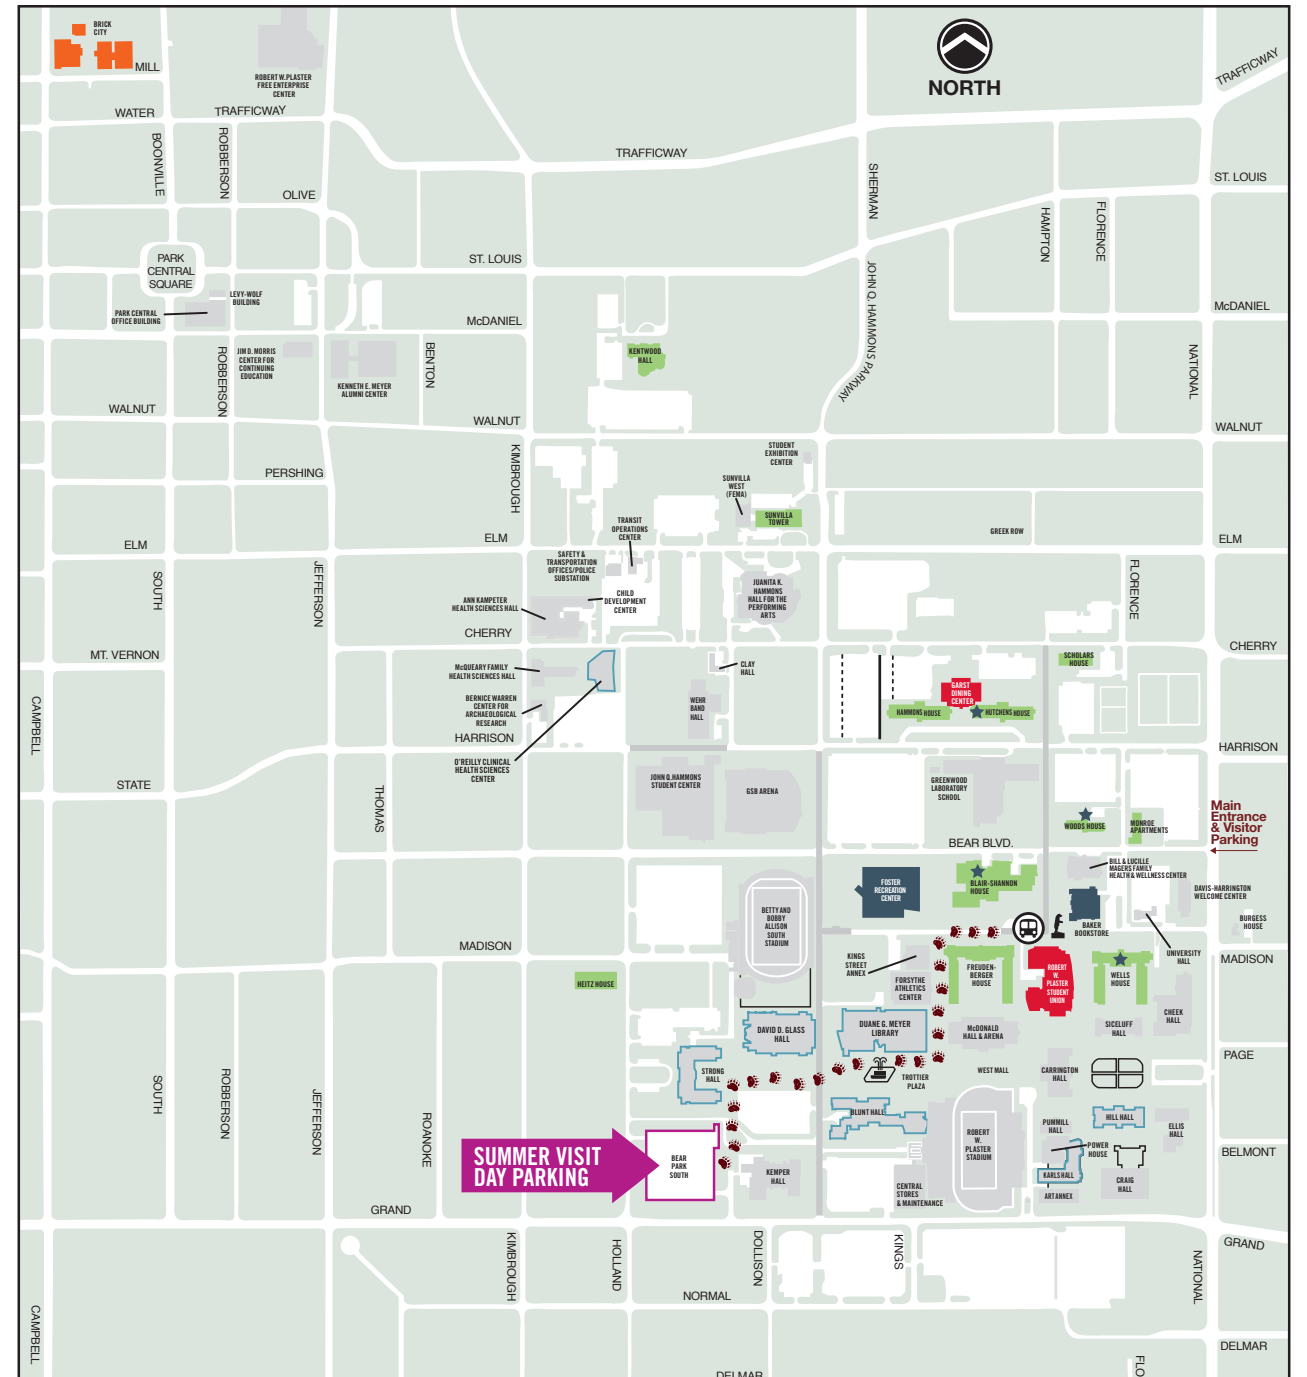 BRICK
CITY
MILL
ROBERT W. PLASTER
FREE ENTERPRISE
CENTER
NORTH
TRAFFICWAY
WATER
TRAFFICWAY
BOONVILLE
ROBBERSON
TRAFFICWAY
SHERMAN
ST. LOUIS
OLIVE
HAMPTON
FLORENCE
PARK
CENTRAL
SQUARE
ST. LOUIS
JOHN Q. HAMMONS PARKWAY
LEVY-WOLF
BUILDING
PARK CENTRAL
OFFICE BUILDING
McDANIEL
McDANIEL
JIM D. MORRIS
CENTER FOR
CONTINUING
EDUCATION
ROBBERSON
KENNETH E. MEYER
ALUMNI CENTER
BENTON
KENTWOOD
HALL
NATIONAL
WALNUT
WALNUT
WALNUT
KIMBROUGH
STUDENT
EXHIBITION
CENTER
PERSHING
SUNVILLA
WEST
(FEMA)
SUNVILLA
TOWER
TRANSIT
OPERATIONS
CENTER
GREEK ROW
ELM
ELM
ELM
SAFETY &
TRANSPORTATION
OFFICES/POLICE
SUBSTATION
SOUTH
JEFFERSON
FLORENCE
JUANITA K.
HAMMONS
HALL FOR THE
PERFORMING
ARTS
CHILD
DEVELOPMENT
CENTER
ANN KAMPETER
HEALTH SCIENCES HALL
CHERRY
CHERRY
MT. VERNON
McQUEARY FAMILY
HEALTH SCIENCES HALL
CLAY
HALL
SCHOLARS
HOUSE
GARST
DINING
CENTER
CAMPBELL
BERNICE WARREN
CENTER FOR
ARCHAEOLOGICAL
RESEARCH
WEHR
BAND
HALL
HAMMONS HOUSE
HUTCHENS HOUSE
HARRISON
HARRISON
O'REILLY CLINICAL
HEALTH SCIENCES
CENTER
STATE
THOMAS
JOHN Q. HAMMONS
STUDENT CENTER
GSB ARENA
GREENWOOD
LABORATORY
SCHOOL
WOODS HOUSE
MONROE
APARTMENTS
Main
Entrance
& Visitor
Parking
BEAR BLVD.
BILL & LUCILLE
MAGERS FAMILY
HEALTH & WELLNESS CENTER
FOSTER
RECREATION
CENTER
BLAIR-SHANNON
HOUSE
DAVIS-HARRINGTON
WELCOME CENTER
BETTY AND
BOBBY
ALLISON
SOUTH
STADIUM
BAKER
BOOKSTORE
BURGESS
HOUSE
MADISON
UNIVERSITY
HALL
MADISON
KINGS
STREET
ANNEX
HEITZ HOUSE
FORSYTHE
ATHLETICS
CENTER
FREUDEN-
BERGER
HOUSE
ROBERT
W.
PLASTER
STUDENT
UNION
WELLS
HOUSE
CHEEK
HALL
DAVID D. GLASS
HALL
DUANE G. MEYER
LIBRARY
McDONALD
HALL & ARENA
SICELUFF
HALL
PAGE
STRONG
HALL
TROTTIER
PLAZA
WEST MALL
CARRINGTON
HALL
SOUTH
ROBBERSON
JEFFERSON
ROANOKE
BLUNT HALL
PUMMILL
HALL
HILL HALL
ELLIS
HALL
SUMMER VISIT
DAY PARKING
BEAR
PARK
SOUTH
KEMPER
HALL
ROBERT
W.
PLASTER
STADIUM
POWER
HOUSE
BELMONT
CENTRAL
STORES
& MAINTENANCE
KARLS HALL
ART ANNEX
CRAIG
HALL
GRAND
GRAND
KIMBROUGH
HOLLAND
DOLLISON
KINGS
NATIONAL
NORMAL
CAMPBELL
DELMAR
DELMAR
FLO